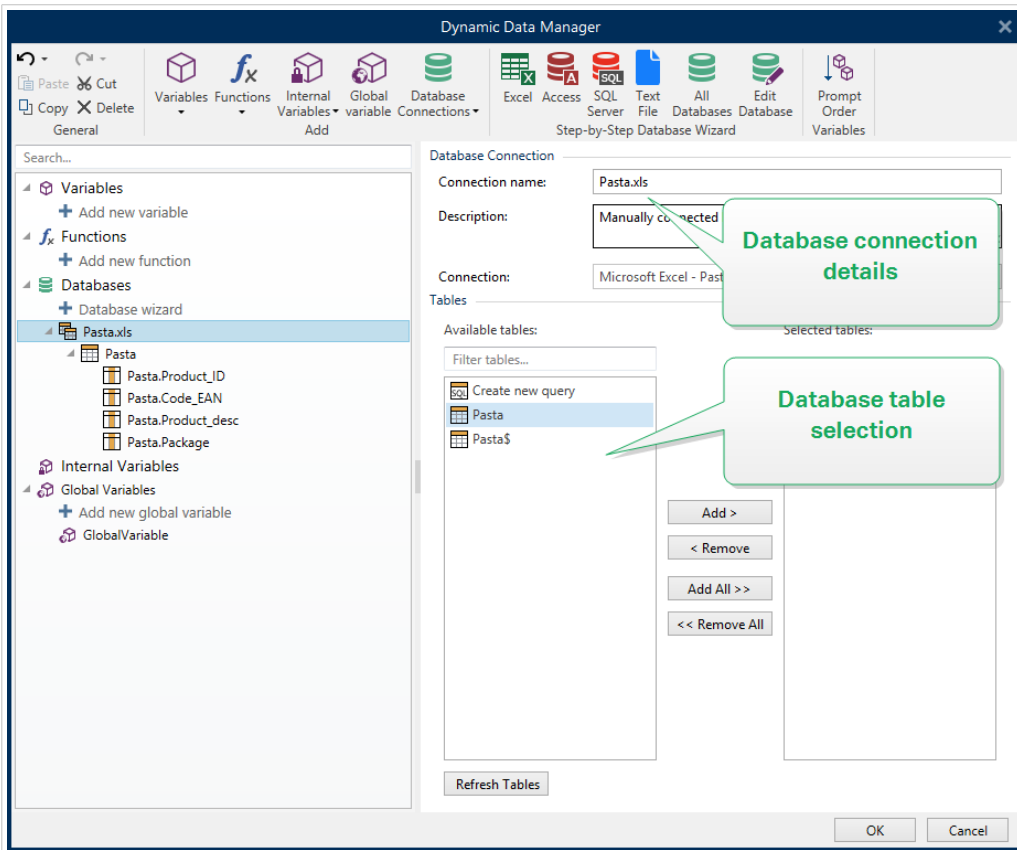 Dynamic Data Manager
Paste Cut
Copy Delete
General
Variables Functions Internal Variables Global variable Database Connections
Add
Excel Access SQL Server Text File All Databases Edit Database
Step-by-Step Database Wizard
Prompt Order
Variables
Search...
Variables
Add new variable
Functions
Add new function
Databases
Database wizard
Pasta.xls
Pasta
Pasta.Product_ID
Pasta.Code_EAN
Pasta.Product_desc
Pasta.Package
Internal Variables
Global Variables
Add new global variable
GlobalVariable
Database Connection
Connection name: Pasta.xls
Description: Manually connected
Connection: Microsoft Excel - Past
Database connection
details
Tables
Available tables:
Selected tables:
Filter tables...
SQL Create new query
Pasta
Pasta$
Database table
selection
Add >
< Remove
Add All >>
<< Remove All
Refresh Tables
OK Cancel